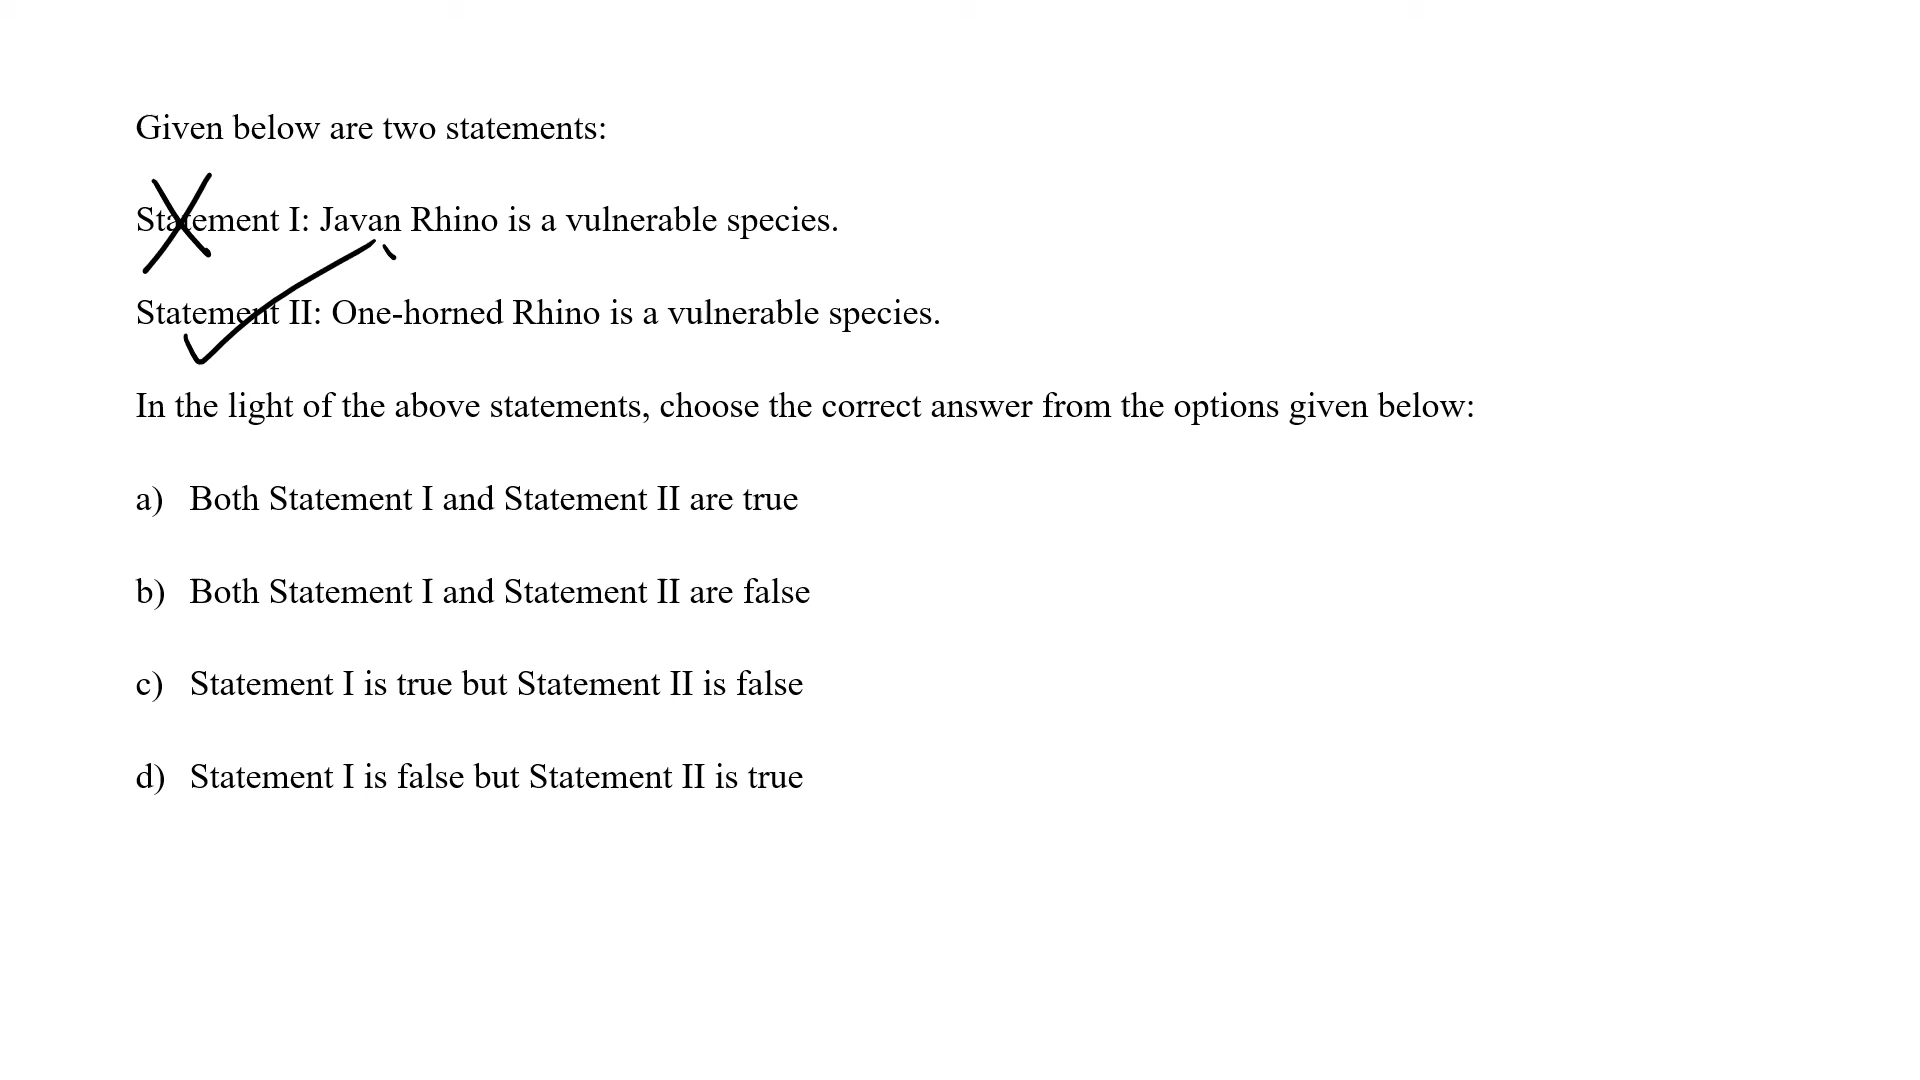 Given below are two statements:
Statement I: Javan Rhino is a vulnerable species.
Statement II: One-horned Rhino is a vulnerable species.
In the light of the above statements, choose the correct answer from the options given below:
a) Both Statement I and Statement II are true
b) Both Statement I and Statement II are false
c) Statement I is true but Statement II is false
d) Statement I is false but Statement II is true